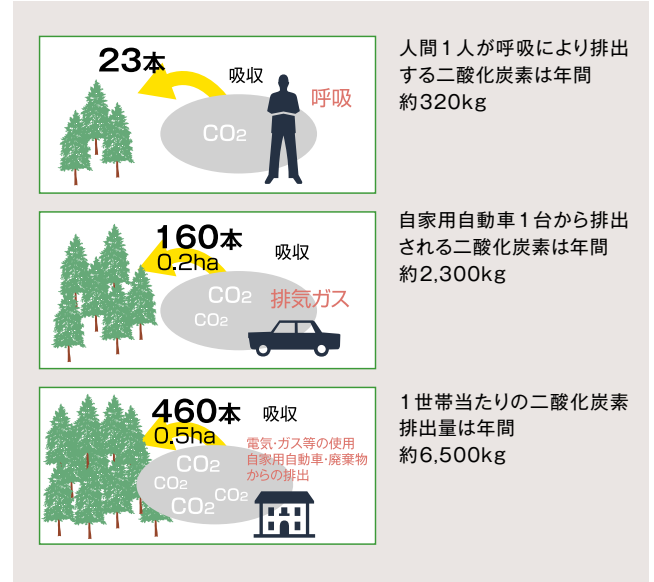 23本
吸収
呼吸
CO2
人間１人が呼吸により排出
する二酸化炭素は年間
約320kg
160本
0.2ha
吸収
CO2
排気ガス
CO2
自家用自動車１台から排出
される二酸化炭素は年間
約2,300kg
460本
0.5ha
吸収
電気・ガス等の使用
自家用自動車・廃棄物
からの排出
CO2
CO2
CO2
CO2
１世帯当たりの二酸化炭素
排出量は年間
約6,500kg